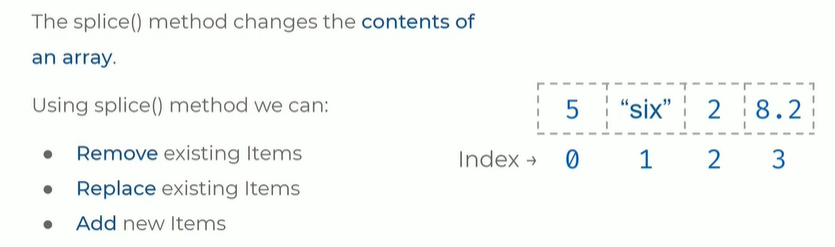 The splice() method changes the contents of
an array.
Using splice() method we can:
● Remove existing Items
● Replace existing Items
● Add new Items
5 “six” 2 8.2
Index → 0 1 2 3